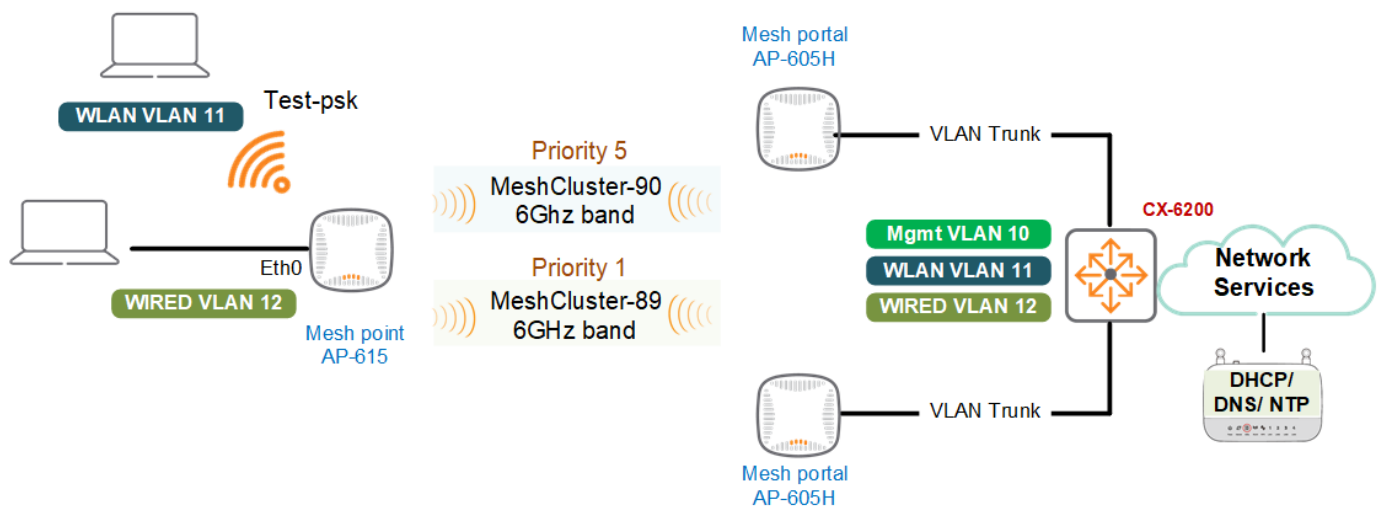 WLAN VLAN 11
Test-psk
Eth0
WIRED VLAN 12
Mesh point
AP-615
Priority 5
MeshCluster-90
6Ghz band
Priority 1
MeshCluster-89
6GHz band
Mesh portal
AP-605H
VLAN Trunk
Mgmt VLAN 10
WLAN VLAN 11
WIRED VLAN 12
CX-6200
Network
Services
DHCP/
DNS/ NTP
VLAN Trunk
Mesh portal
AP-605H